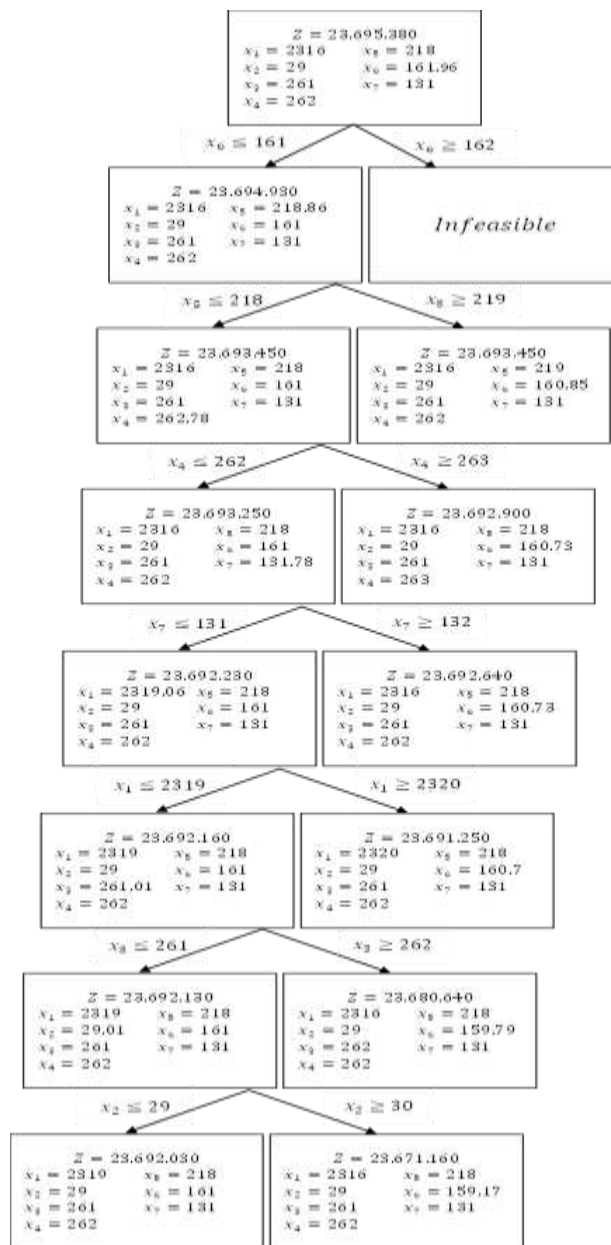 Z = 23.695.380
x₁ = 2316 x₅ = 218
x₂ = 29 x₆ = 161,96
x₃ = 261 x₇ = 131
x₄ = 262
x₆ ≤ 161 x₆ ≥ 162
Z = 23.694.930
x₁ = 2316 x₅ = 218,86
x₂ = 29 x₆ = 161
x₃ = 261 x₇ = 131
x₄ = 262
Infeasible
x₅ ≤ 218 x₅ ≥ 219
Z = 23.693.450
x₁ = 2316 x₅ = 218
x₂ = 29 x₆ = 161
x₃ = 261 x₇ = 131
x₄ = 262,78
Z = 23.693.450
x₁ = 2316 x₅ = 219
x₂ = 29 x₆ = 160,85
x₃ = 261 x₇ = 131
x₄ = 262
x₄ ≤ 262 x₄ ≥ 263
Z = 23.693.250
x₁ = 2316 x₅ = 218
x₂ = 29 x₆ = 161
x₃ = 261 x₇ = 131,78
x₄ = 262
Z = 23.692.900
x₁ = 2316 x₅ = 218
x₂ = 29 x₆ = 160,73
x₃ = 261 x₇ = 131
x₄ = 263
x₇ ≤ 131 x₇ ≥ 132
Z = 23.692.230
x₁ = 2319,06 x₅ = 218
x₂ = 29 x₆ = 161
x₃ = 261 x₇ = 131
x₄ = 262
Z = 23.692.640
x₁ = 2316 x₅ = 218
x₂ = 29 x₆ = 160,73
x₃ = 261 x₇ = 131
x₄ = 262
x₁ ≤ 2319 x₁ ≥ 2320
Z = 23.692.160
x₁ = 2319 x₅ = 218
x₂ = 29 x₆ = 161
x₃ = 261,01 x₇ = 131
x₄ = 262
Z = 23.691.250
x₁ = 2320 x₅ = 218
x₂ = 29 x₆ = 160,7
x₃ = 261 x₇ = 131
x₄ = 262
x₃ ≤ 261 x₃ ≥ 262
Z = 23.692.130
x₁ = 2319 x₅ = 218
x₂ = 29,01 x₆ = 161
x₃ = 261 x₇ = 131
x₄ = 262
Z = 23.680.640
x₁ = 2316 x₅ = 218
x₂ = 29 x₆ = 159,79
x₃ = 262 x₇ = 131
x₄ = 262
x₂ ≤ 29 x₂ ≥ 30
Z = 23.692.030
x₁ = 2319 x₅ = 218
x₂ = 29 x₆ = 161
x₃ = 261 x₇ = 131
x₄ = 262
Z = 23.671.160
x₁ = 2316 x₅ = 218
x₂ = 29 x₆ = 159,17
x₃ = 261 x₇ = 131
x₄ = 262